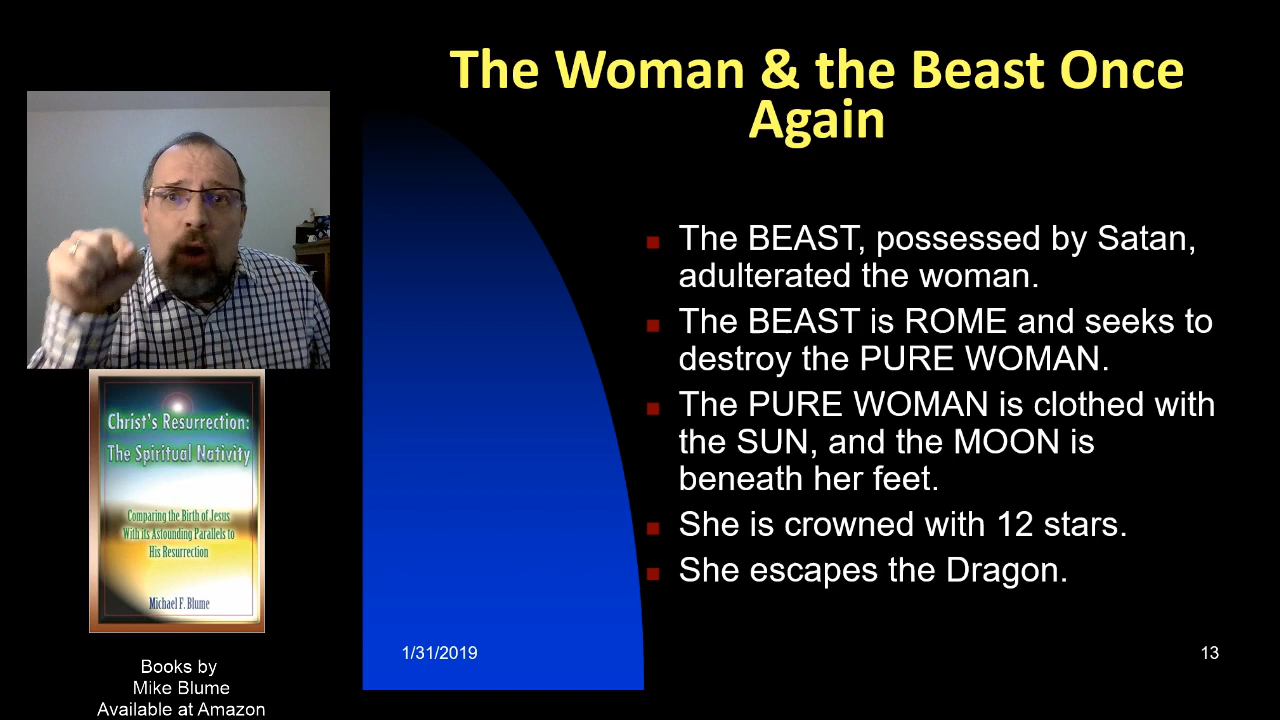 The Woman & the Beast Once
Again
The BEAST, possessed by Satan,
adulterated the woman.
The BEAST is ROME and seeks to
destroy the PURE WOMAN.
The PURE WOMAN is clothed with
the SUN, and the MOON is
beneath her feet.
She is crowned with 12 stars.
She escapes the Dragon.
1/31/2019
13
Christ's Resurrection:
The Spiritual Nativity
Comparing the Birth of Jesus
With its Astounding Parallels to
His Resurrection
Michael F. Blume
Books by
Mike Blume
Available at Amazon